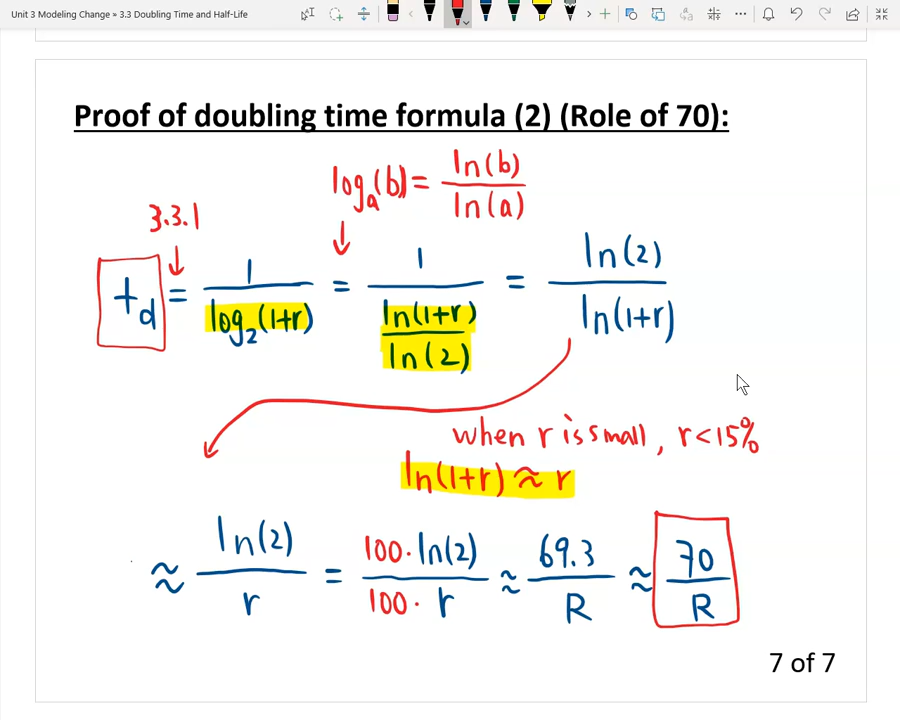 Unit 3 Modeling Change » 3.3 Doubling Time and Half-Life
Proof of doubling time formula (2) (Role of 70):
logₐ(b) = ln(b) / ln(a)
3.3.1
t_d = 1 / log₂(1+r) = 1 / (ln(1+r) / ln(2)) = ln(2) / ln(1+r)
when r is small, r < 15%
ln(1+r) ≈ r
≈ ln(2) / r = 100 · ln(2) / 100 · r ≈ 69.3 / R ≈ 70 / R
7 of 7